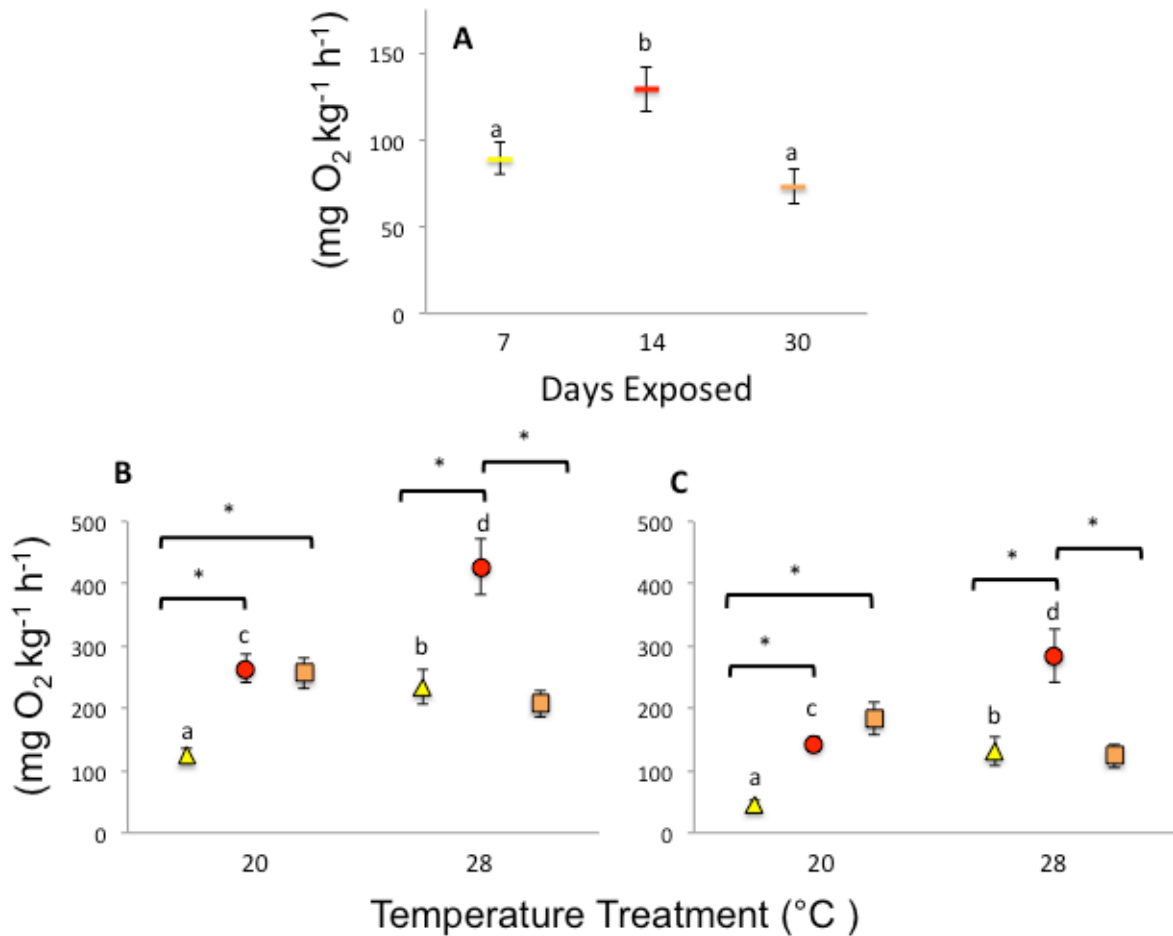 A
(mg O₂ kg⁻¹ h⁻¹)
150
100
50
0
a
b
a
7 14 30
Days Exposed
B
(mg O₂ kg⁻¹ h⁻¹)
500
400
300
200
100
0
*
*
*
*
a
c
b
d
20 28
C
500
400
300
200
100
0
*
*
*
*
a
c
b
d
20 28
Temperature Treatment (°C )